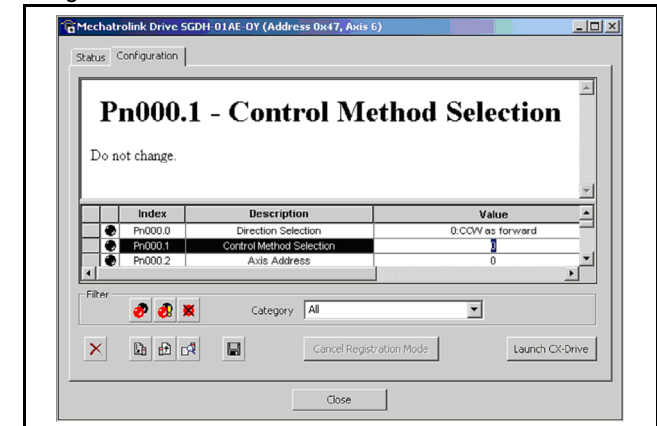 Mechatrolink Drive SGDH-01AE-OY (Address 0x47, Axis 6)
Status Configuration
Pn000.1 - Control Method Selection
Do not change.
Index Description Value
Pn000.0 Direction Selection 0:CCW as forward
Pn000.1 Control Method Selection 0
Pn000.2 Axis Address 0
Filter
Category All
Cancel Registration Mode Launch CX-Drive
Close